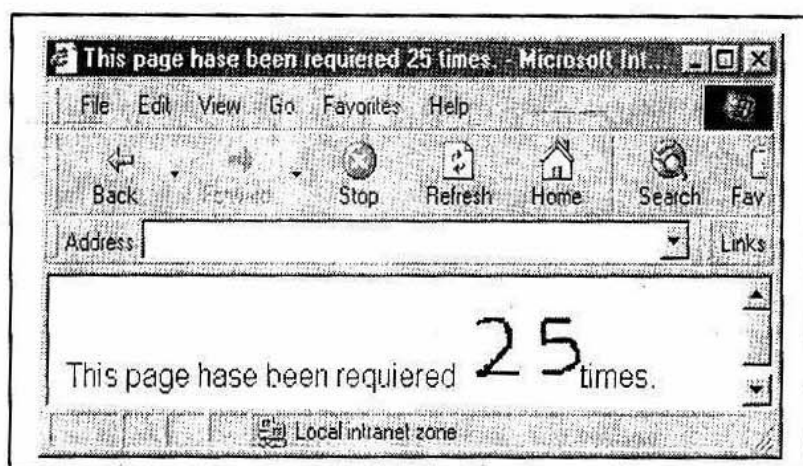 This page hase been requiered 25 times. - Microsoft Int...
File Edit View Go Favorites Help
Back Forward Stop Refresh Home Search Fav
Address Links
This page hase been requiered 25 times.
Local intranet zone